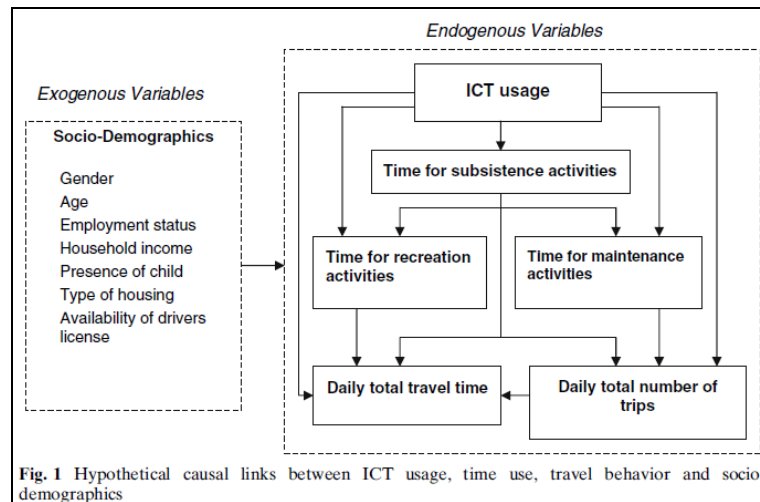 Endogenous Variables
Exogenous Variables
Socio-Demographics
Gender
Age
Employment status
Household income
Presence of child
Type of housing
Availability of drivers
license
ICT usage
Time for subsistence activities
Time for recreation
activities
Time for maintenance
activities
Daily total travel time
Daily total number of
trips
Fig. 1 Hypothetical causal links between ICT usage, time use, travel behavior and socio
demographics